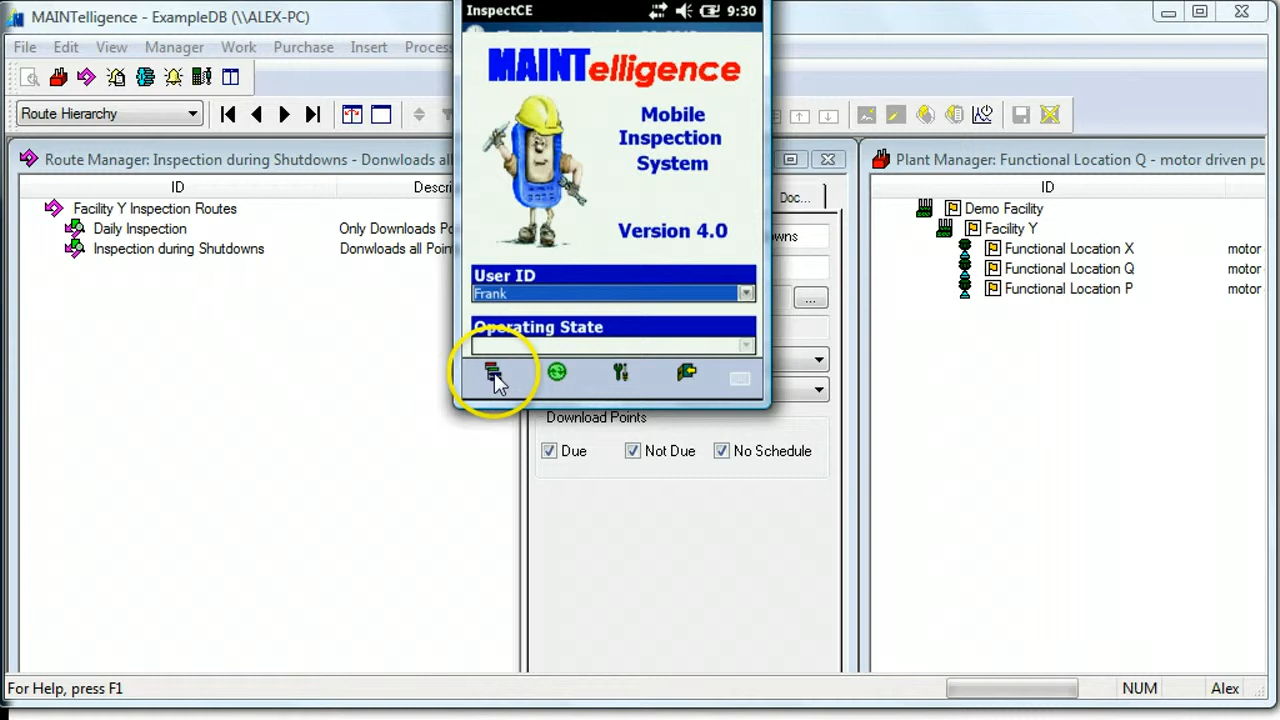 MAINTelligence - ExampleDB (\\ALEX-PC)
InspectCE
9:30
File Edit View Manager Work Purchase Insert Process
MAINTelligence
Mobile
Inspection
System
Version 4.0
Route Hierarchy
Route Manager: Inspection during Shutdowns - Donwloads all
Plant Manager: Functional Location Q - motor driven pu
ID Descri
Doc...
ID
Facility Y Inspection Routes
Daily Inspection Only Downloads Po
Inspection during Shutdowns Donwloads all Poin
wns
...
Demo Facility
Facility Y
Functional Location X motor
Functional Location Q motor
Functional Location P motor
User ID
Frank
Operating State
Download Points
Due Not Due No Schedule
For Help, press F1
NUM
Alex